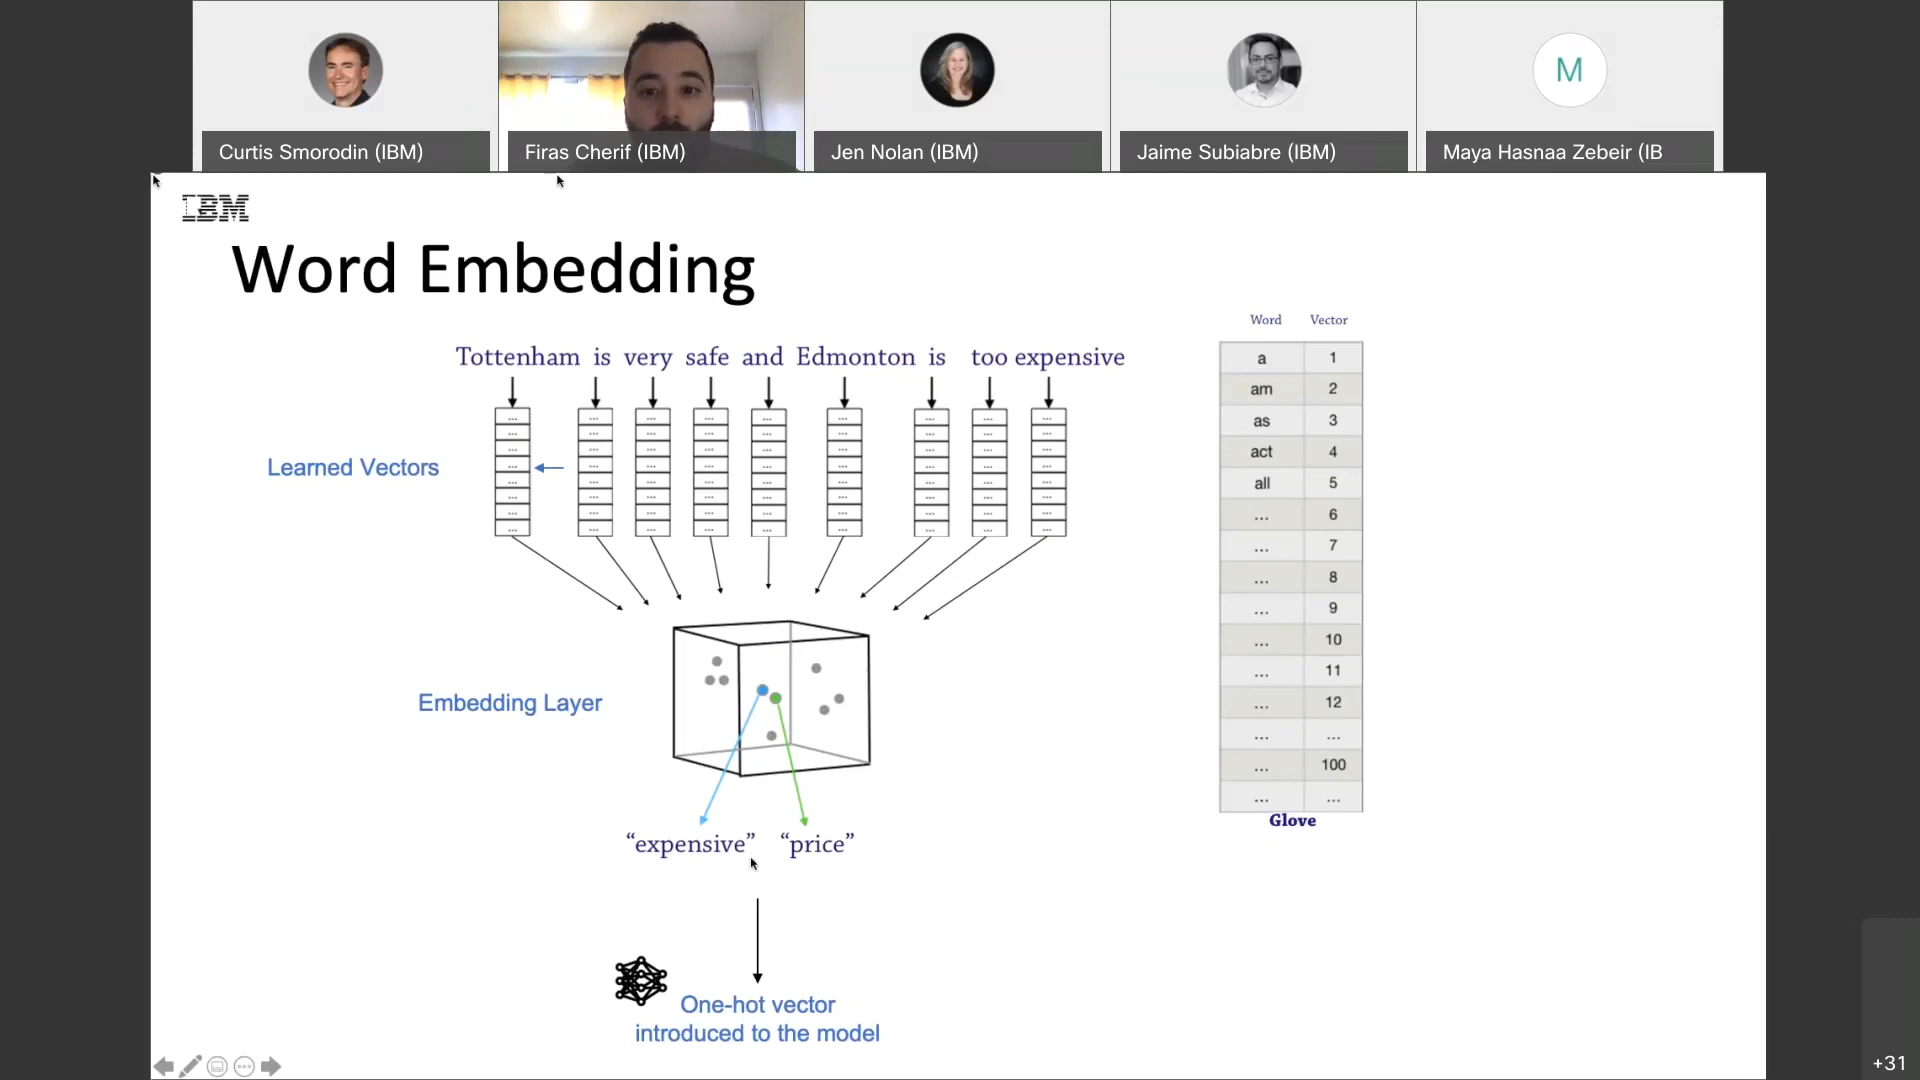 Curtis Smorodin (IBM)
Firas Cherif (IBM)
Jen Nolan (IBM)
Jaime Subiabre (IBM)
M
Maya Hasnaa Zebeir (IB
IBM
Word Embedding
Tottenham is very safe and Edmonton is too expensive
... ... ... ... ... ... ... ... ...
... ... ... ... ... ... ... ... ...
... ... ... ... ... ... ... ... ...
... ... ... ... ... ... ... ... ...
... ... ... ... ... ... ... ... ...
... ... ... ... ... ... ... ... ...
... ... ... ... ... ... ... ... ...
... ... ... ... ... ... ... ... ...
Learned Vectors
Embedding Layer
“expensive” “price”
One-hot vector
introduced to the model
Word Vector
a 1
am 2
as 3
act 4
all 5
... 6
... 7
... 8
... 9
... 10
... 11
... 12
... ...
... 100
... ...
Glove
+31